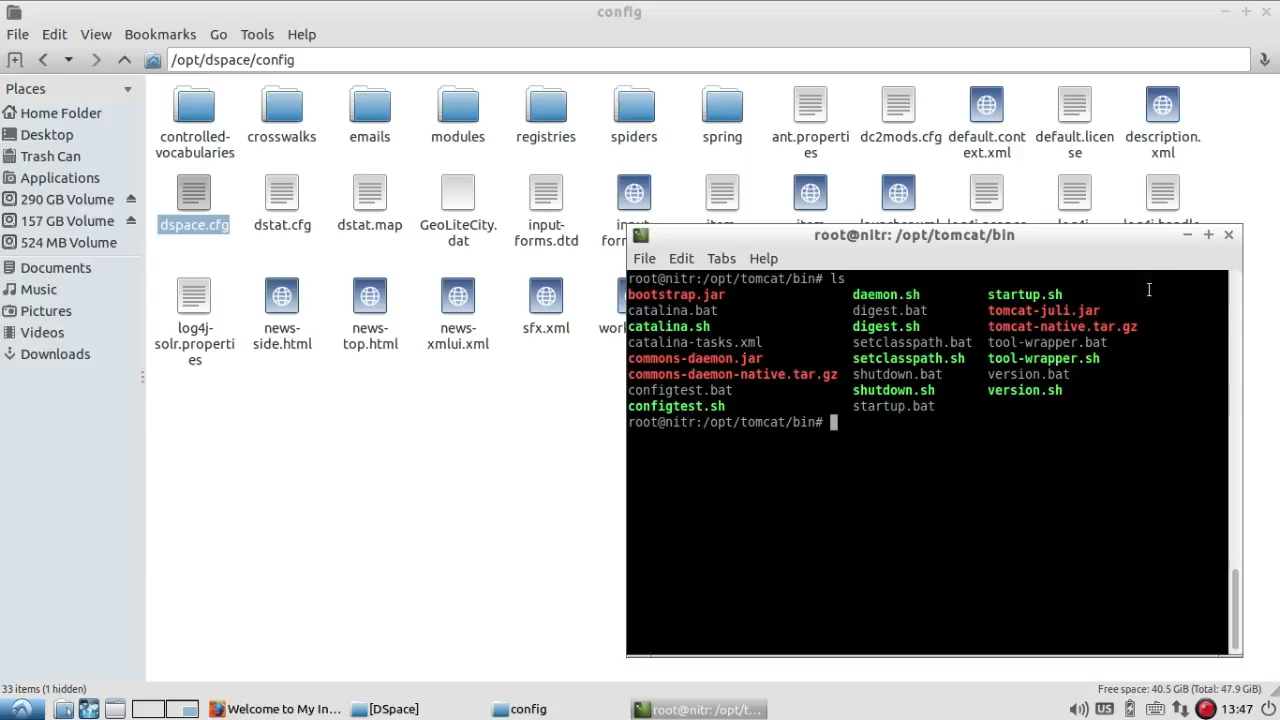 config
File Edit View Bookmarks Go Tools Help
/opt/dspace/config
Places
Home Folder
Desktop
Trash Can
Applications
290 GB Volume
157 GB Volume
524 MB Volume
Documents
Music
Pictures
Videos
Downloads
controlled-
vocabularies
crosswalks
emails
modules
registries
spiders
spring
ant.properti
es
dc2mods.cfg
default.cont
ext.xml
default.licen
se
description.
xml
dspace.cfg
dstat.cfg
dstat.map
GeoLiteCity.
dat
input-
forms.dtd
log4j-
solr.properti
es
news-
side.html
news-
top.html
news-
xmlui.xml
sfx.xml
root@nitr: /opt/tomcat/bin
File Edit Tabs Help
root@nitr:/opt/tomcat/bin# ls
bootstrap.jar daemon.sh startup.sh
catalina.bat digest.bat tomcat-juli.jar
catalina.sh digest.sh tomcat-native.tar.gz
catalina-tasks.xml setclasspath.bat tool-wrapper.bat
commons-daemon.jar setclasspath.sh tool-wrapper.sh
commons-daemon-native.tar.gz shutdown.bat version.bat
configtest.bat shutdown.sh version.sh
configtest.sh startup.bat
root@nitr:/opt/tomcat/bin#
33 items (1 hidden)
Free space: 40.5 GiB (Total: 47.9 GiB)
Welcome to My In...
[DSpace]
config
root@nitr: /opt/t...
US
13:47